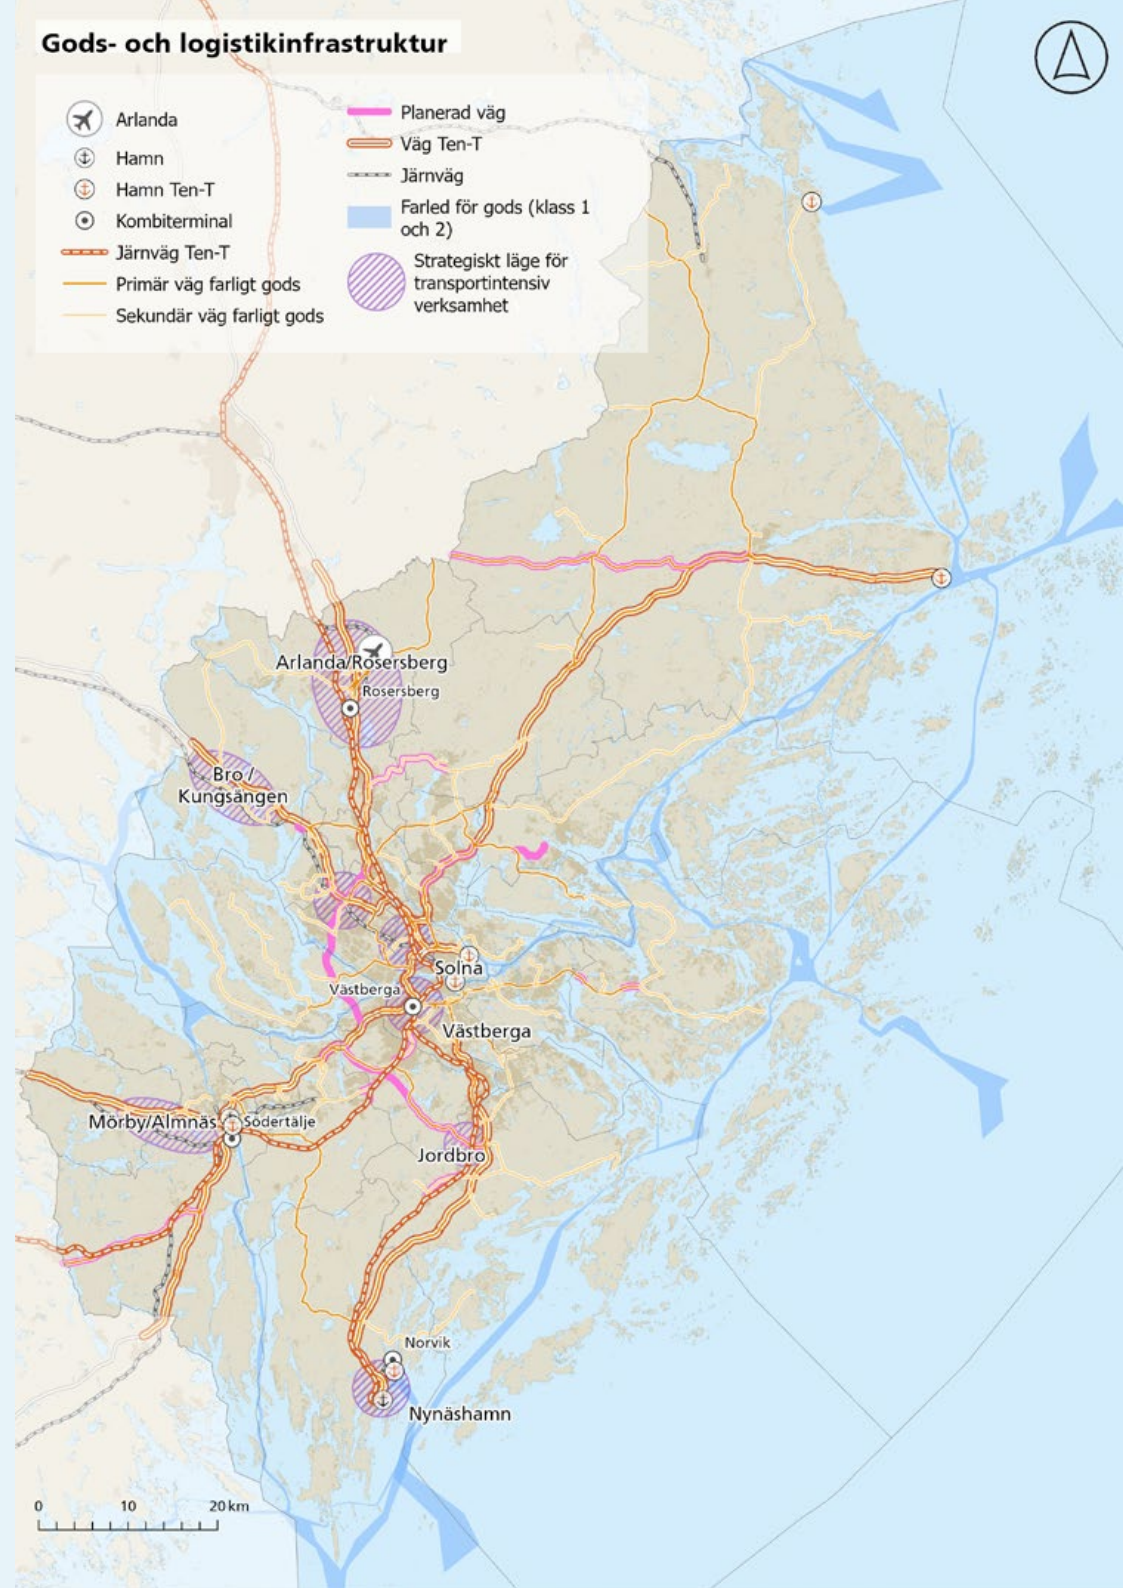 Gods- och logistikinfrastruktur
Arlanda
Hamn
Hamn Ten-T
Kombiterminal
Järnväg Ten-T
Primär väg farligt gods
Sekundär väg farligt gods
Planerad väg
Väg Ten-T
Järnväg
Farled för gods (klass 1
och 2)
Strategiskt läge för
transportintensiv
verksamhet
Arlanda/Rosersberg
Rosersberg
Bro /
Kungsängen
Solna
Västberga
Västberga
Mörby/Almnäs
Södertälje
Jordbro
Norvik
Nynäshamn
0 10 20 km